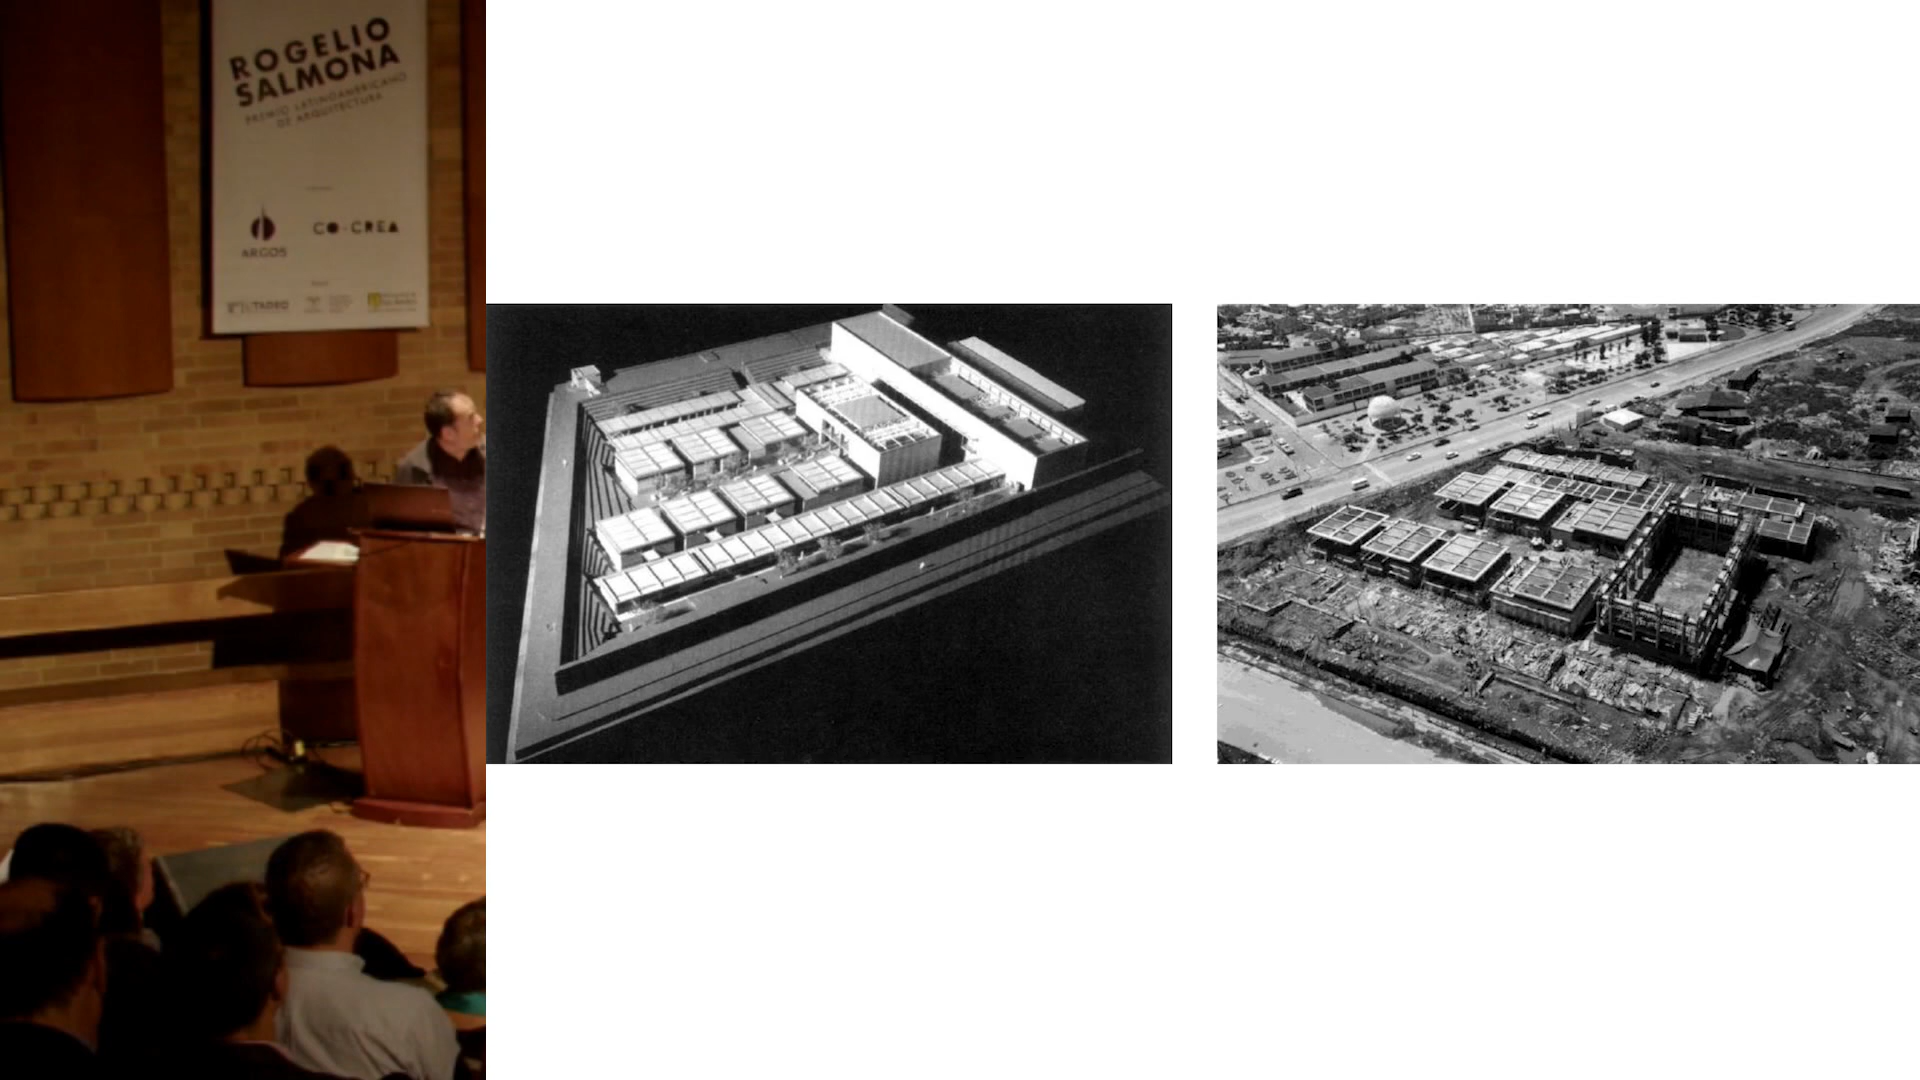 ROGELIO
SALMONA
PREMIO LATINOAMERICANO
DE ARQUITECTURA
ARGOS
CO-CREA
TADEO